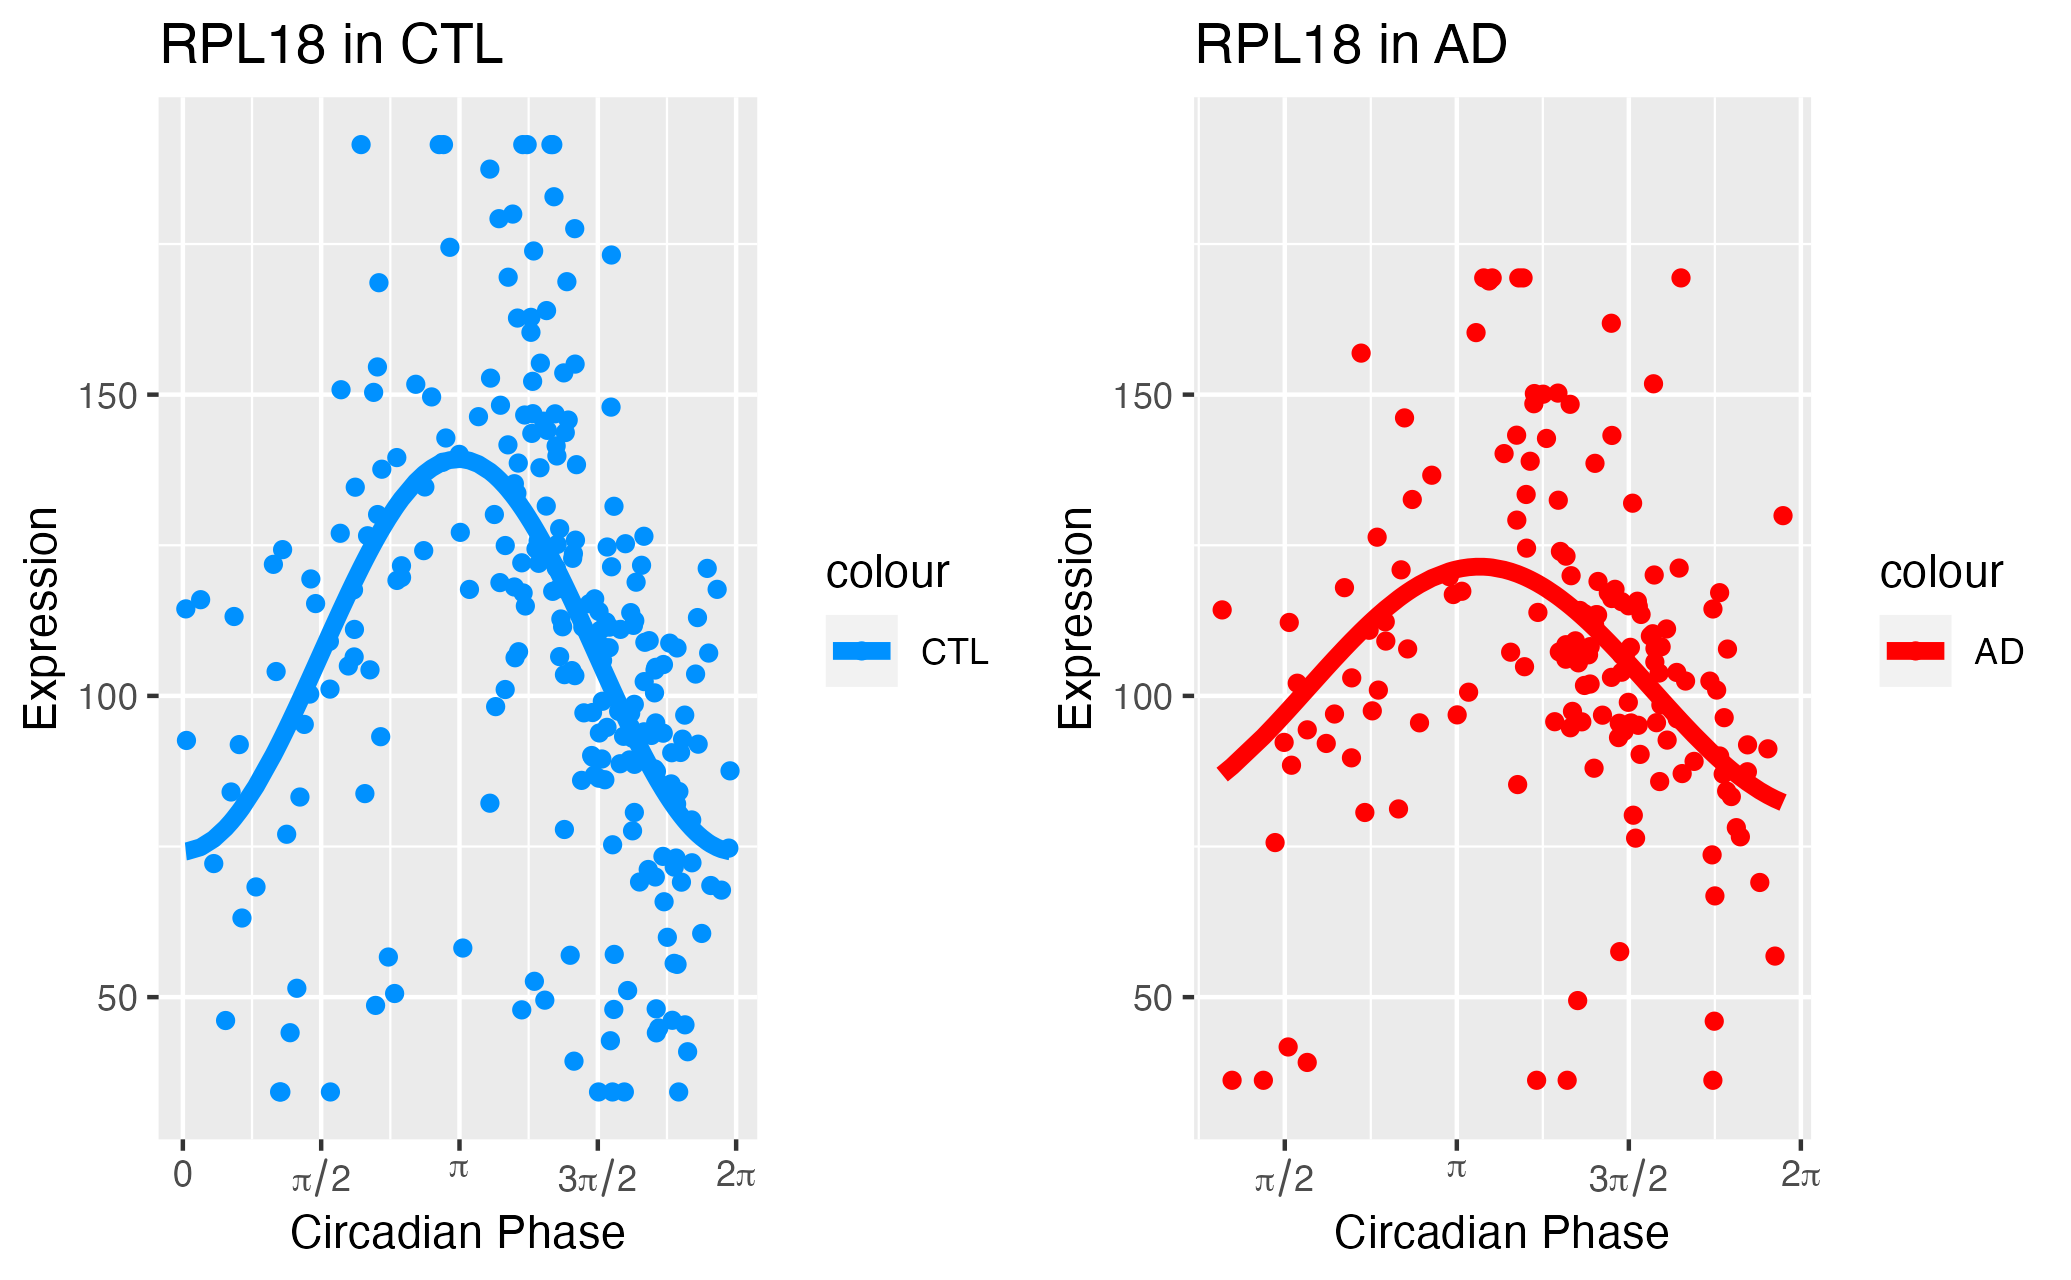 RPL18 in CTL
150
100
50
Expression
0
π/2
π
3π/2
2π
Circadian Phase
colour
CTL
RPL18 in AD
150
100
50
Expression
π/2
π
3π/2
2π
Circadian Phase
colour
AD